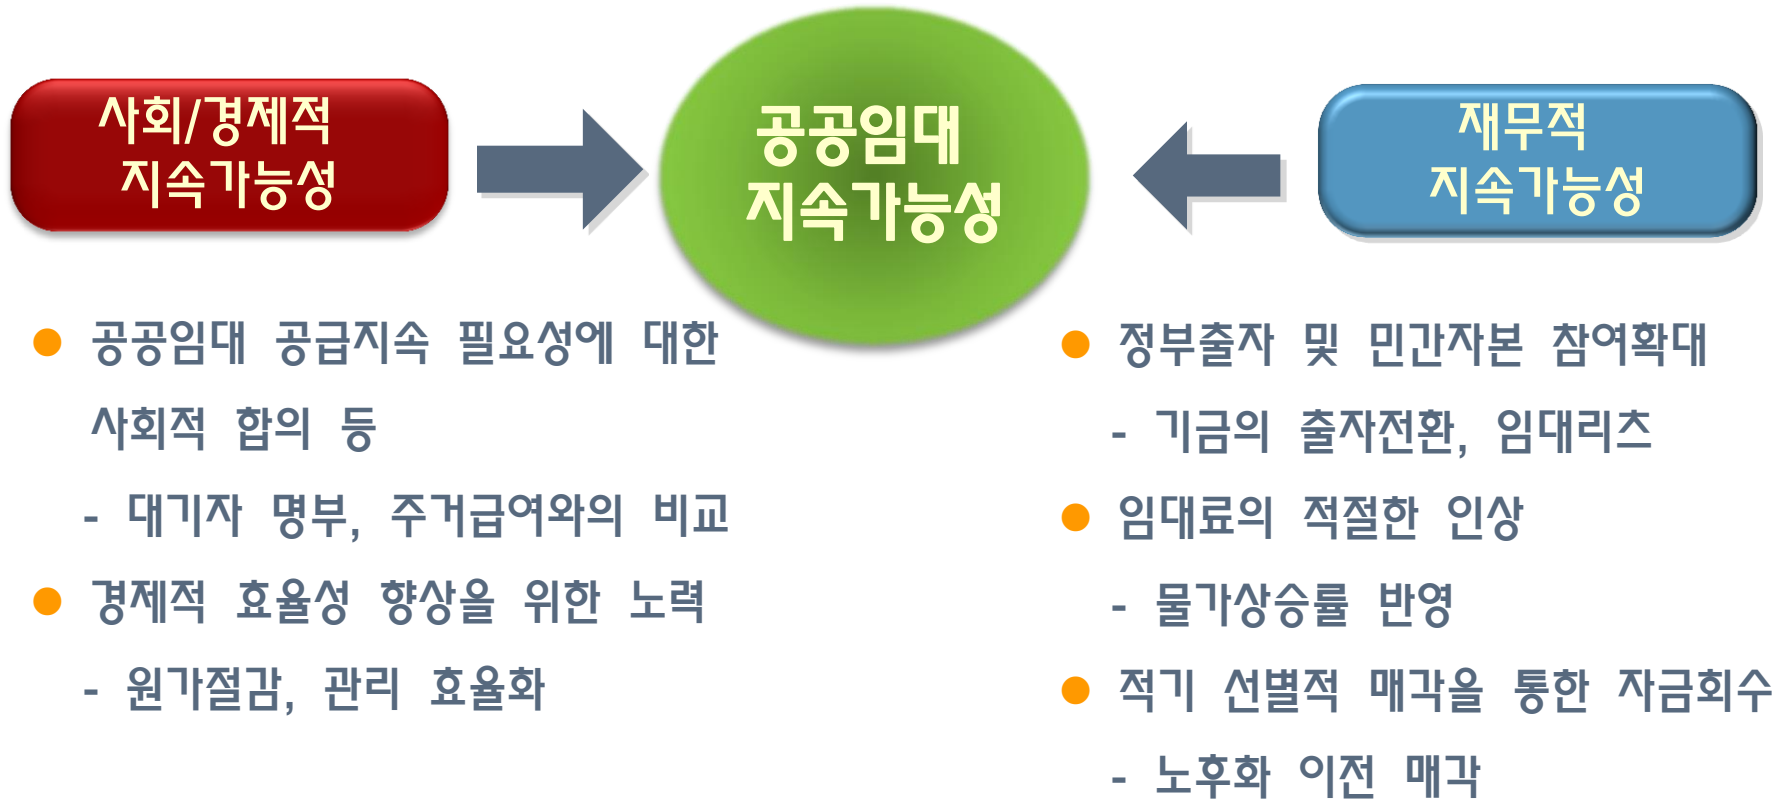 사회/경제적
지속가능성
공공임대
지속가능성
재무적
지속가능성
● 공공임대 공급지속 필요성에 대한
사회적 합의 등
- 대기자 명부, 주거급여와의 비교
● 경제적 효율성 향상을 위한 노력
- 원가절감, 관리 효율화
● 정부출자 및 민간자본 참여확대
- 기금의 출자전환, 임대리츠
● 임대료의 적절한 인상
- 물가상승률 반영
● 적기 선별적 매각을 통한 자금회수
- 노후화 이전 매각